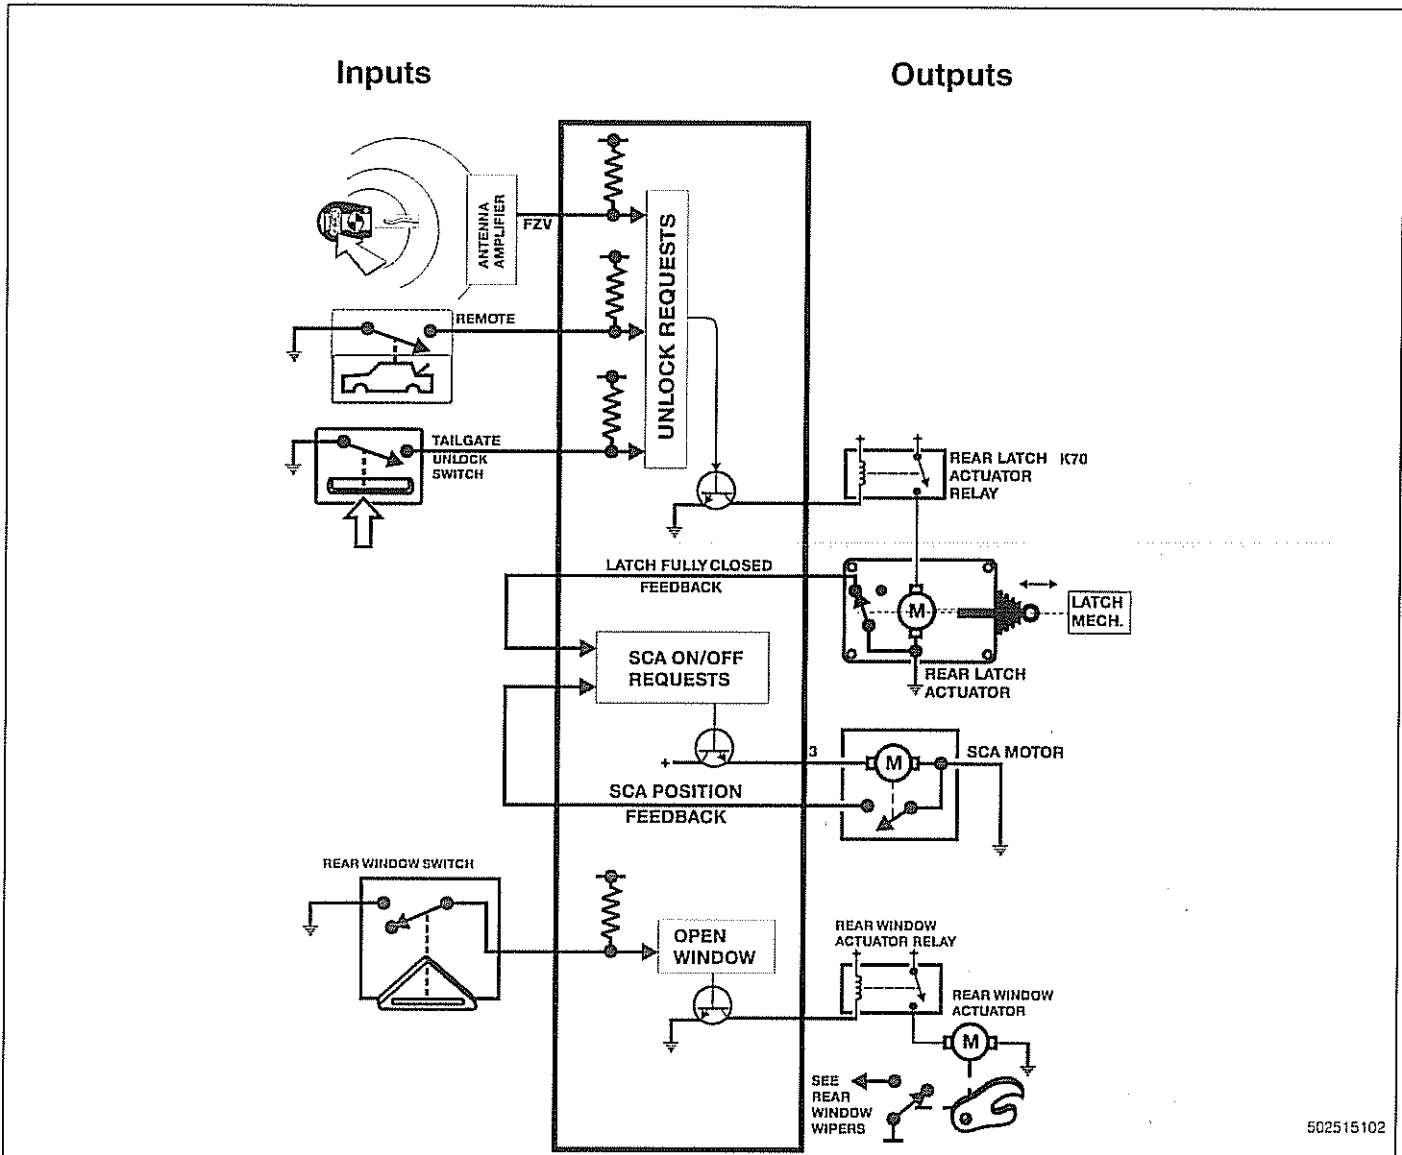 Inputs
Outputs
ANTENNA
AMPLIFIER
FZV
REMOTE
TAILGATE
UNLOCK
SWITCH
UNLOCK REQUESTS
REAR LATCH K70
ACTUATOR
RELAY
+ +
LATCH FULLY CLOSED
FEEDBACK
M
LATCH
MECH.
REAR LATCH
ACTUATOR
SCA ON/OFF
REQUESTS
+
3
M
SCA MOTOR
SCA POSITION
FEEDBACK
REAR WINDOW SWITCH
OPEN
WINDOW
REAR WINDOW
ACTUATOR RELAY
+ +
REAR WINDOW
ACTUATOR
M
SEE
REAR
WINDOW
WIPERS
502515102